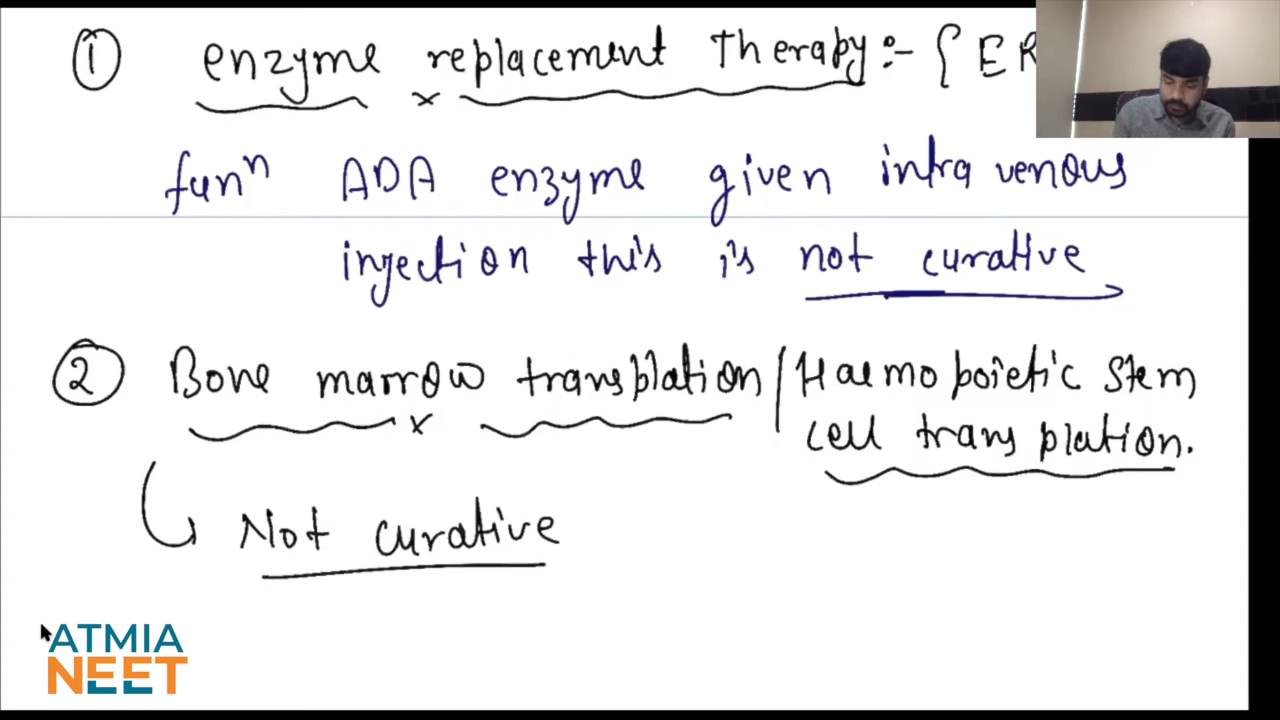 ① enzyme replacement Therapy :- { ER
funⁿ ADA enzyme given intra venous
injection this is not curative
② Bone marrow transplation / Haemopoietic Stem
cell transplation.
Not curative
ATMIA
NEET